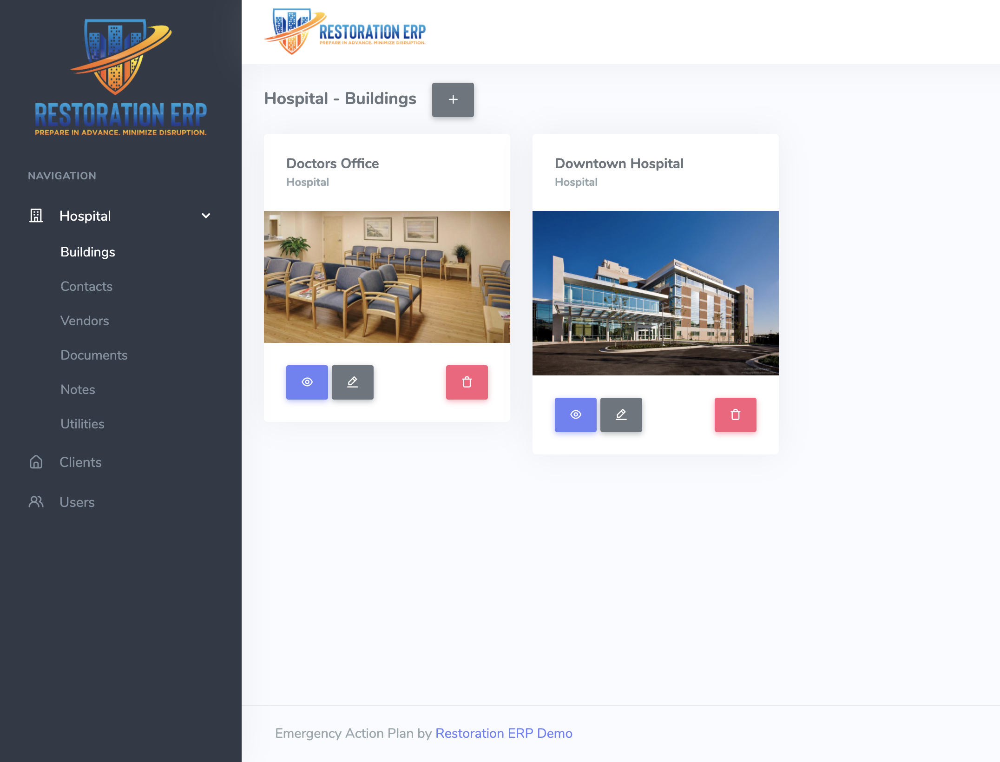 RESTORATION ERP
PREPARE IN ADVANCE. MINIMIZE DISRUPTION.
NAVIGATION
Hospital
Buildings
Contacts
Vendors
Documents
Notes
Utilities
Clients
Users
RESTORATION ERP
PREPARE IN ADVANCE. MINIMIZE DISRUPTION.
Hospital - Buildings
Doctors Office
Hospital
Downtown Hospital
Hospital
Emergency Action Plan by Restoration ERP Demo